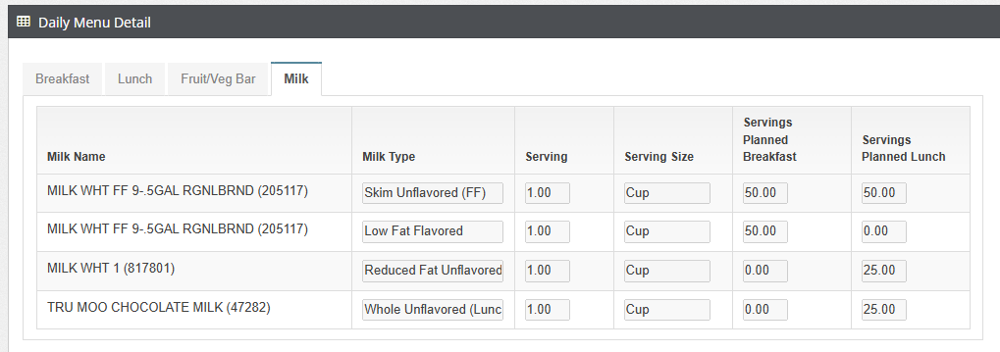 Daily Menu Detail
Breakfast Lunch Fruit/Veg Bar Milk
Milk Name Milk Type Serving Serving Size Servings Planned Breakfast Servings Planned Lunch
MILK WHT FF 9-.5GAL RGNLBRND (205117) Skim Unflavored (FF) 1.00 Cup 50.00 50.00
MILK WHT FF 9-.5GAL RGNLBRND (205117) Low Fat Flavored 1.00 Cup 50.00 0.00
MILK WHT 1 (817801) Reduced Fat Unflavored 1.00 Cup 0.00 25.00
TRU MOO CHOCOLATE MILK (47282) Whole Unflavored (Lunc 1.00 Cup 0.00 25.00